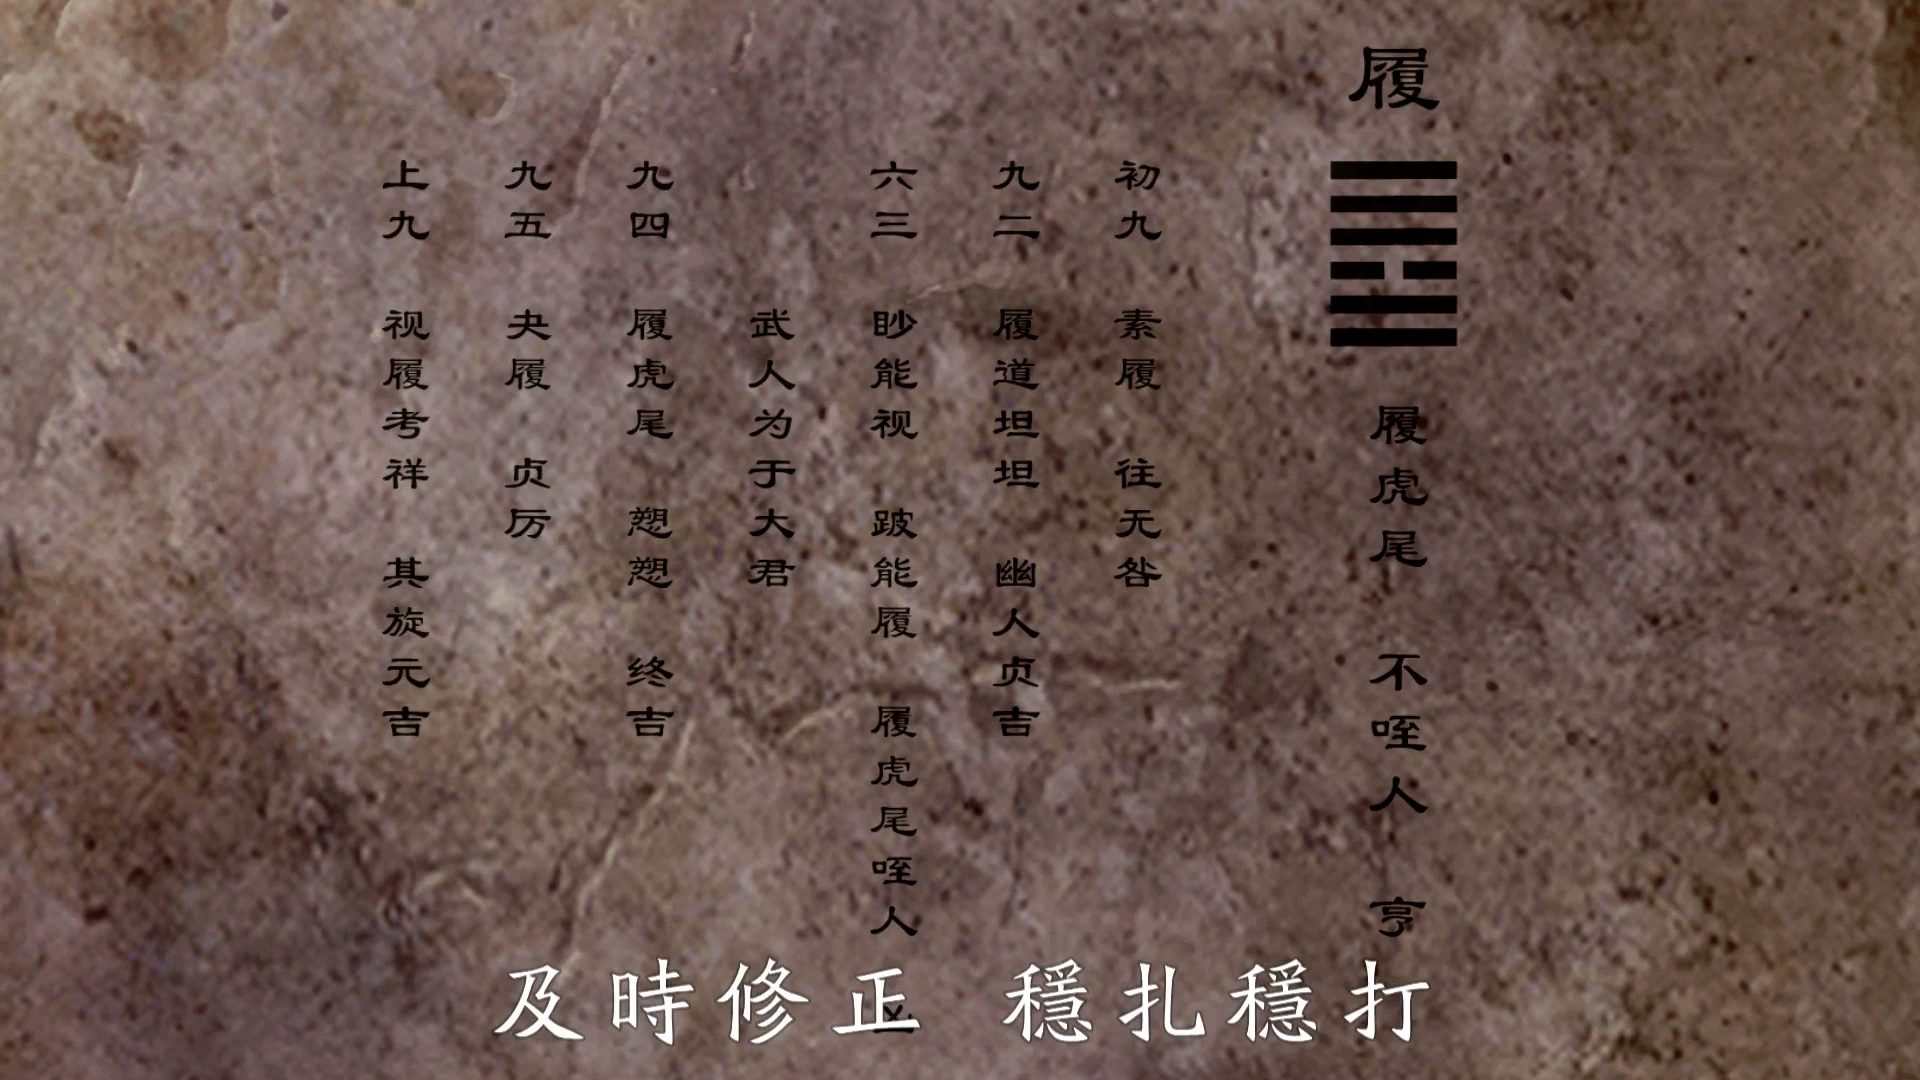 履
履虎尾 不咥人 亨
初九 素履 往无咎
九二 履道坦坦 幽人贞吉
六三 眇能视 跛能履 履虎尾咥人
武人为于大君
九四 履虎尾 愬愬 终吉
九五 夬履 贞厉
上九 视履考祥 其旋元吉
及時修正 穩扎穩打